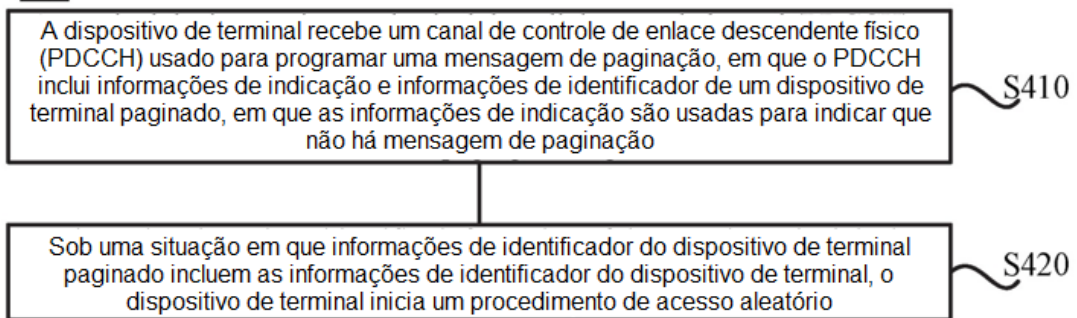 A dispositivo de terminal recebe um canal de controle de enlace descendente físico
(PDCCH) usado para programar uma mensagem de paginação, em que o PDCCH
inclui informações de indicação e informações de identificador de um dispositivo de
terminal paginado, em que as informações de indicação são usadas para indicar que
não há mensagem de paginação
S410
Sob uma situação em que informações de identificador do dispositivo de terminal
paginado incluem as informações de identificador do dispositivo de terminal, o
dispositivo de terminal inicia um procedimento de acesso aleatório
S420